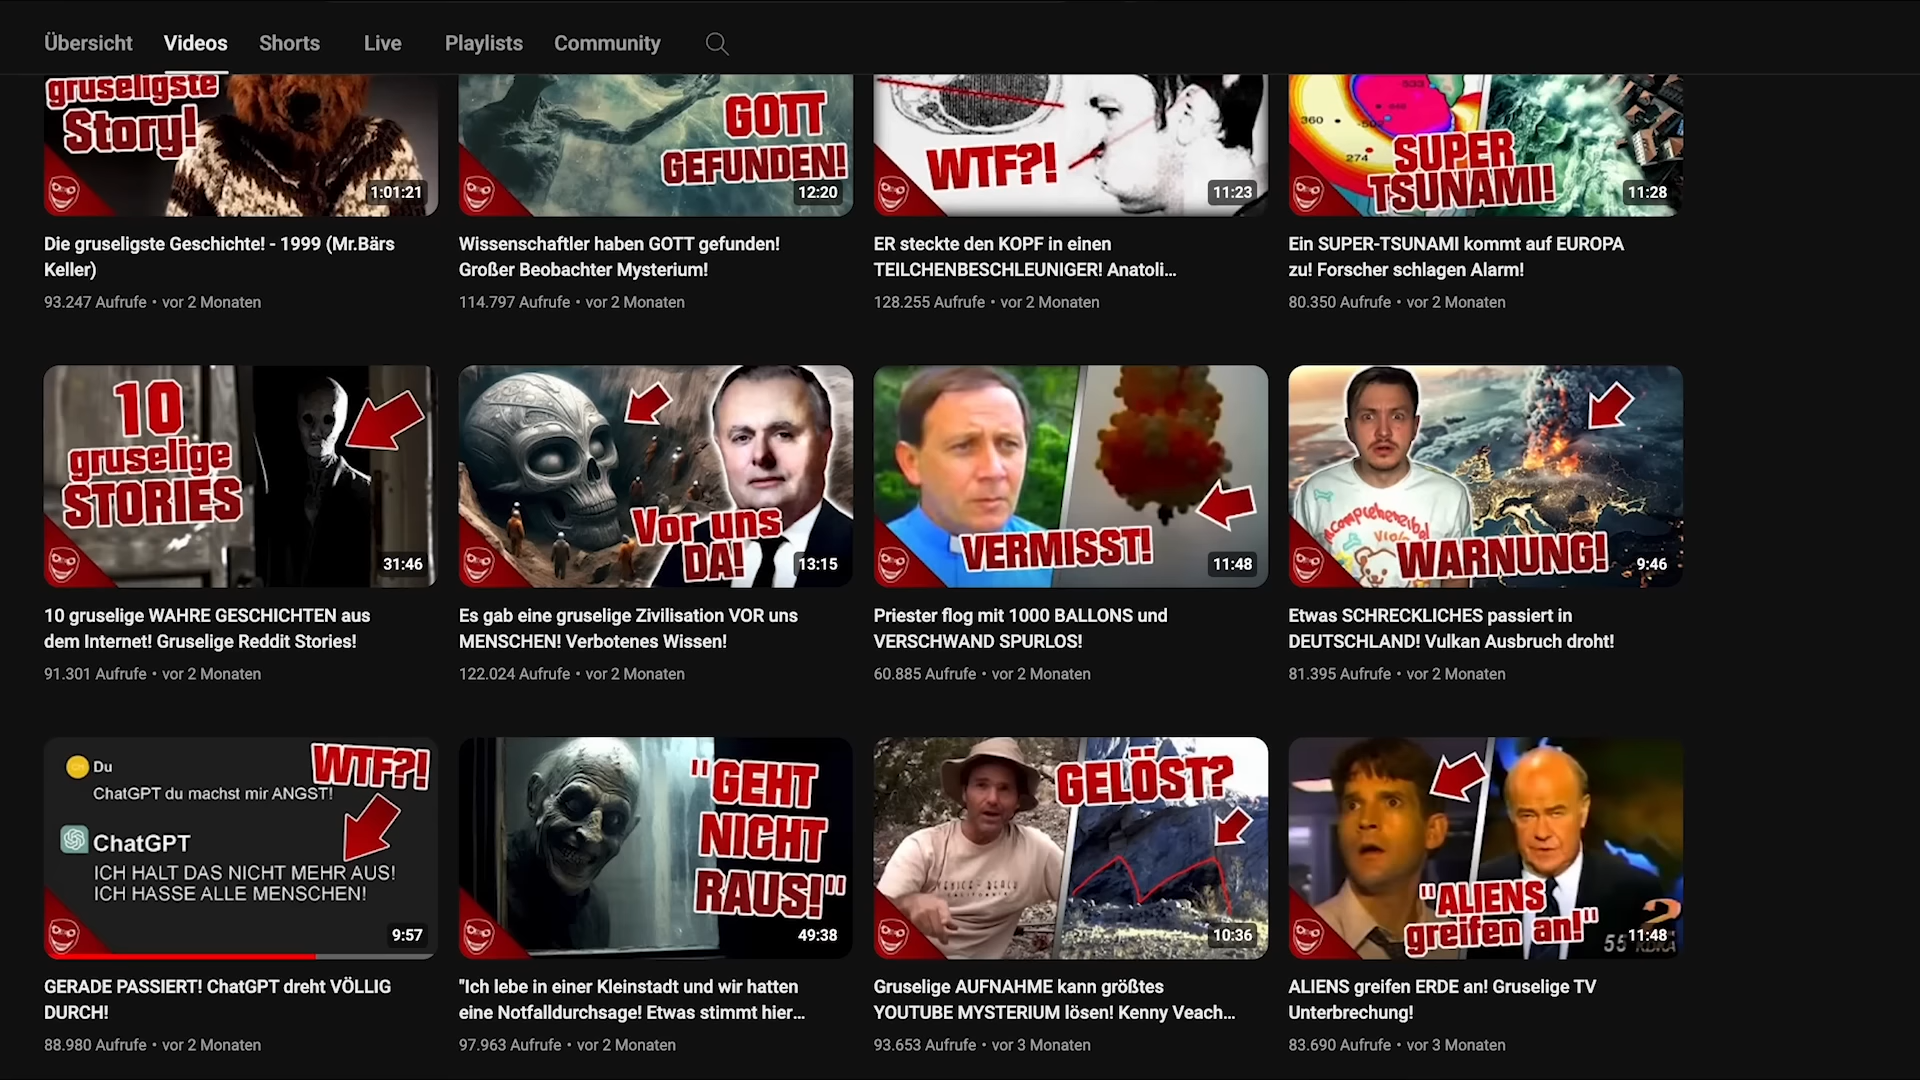 Übersicht Videos Shorts Live Playlists Community
gruseligste
Story!
1:01:21
GOTT
GEFUNDEN!
12:20
WTF?!
11:23
360
274
SUPER
TSUNAMI!
11:28
Die gruseligste Geschichte! - 1999 (Mr.Bärs
Keller)
93.247 Aufrufe • vor 2 Monaten
Wissenschaftler haben GOTT gefunden!
Großer Beobachter Mysterium!
114.797 Aufrufe • vor 2 Monaten
ER steckte den KOPF in einen
TEILCHENBESCHLEUNIGER! Anatoli...
128.255 Aufrufe • vor 2 Monaten
Ein SUPER-TSUNAMI kommt auf EUROPA
zu! Forscher schlagen Alarm!
80.350 Aufrufe • vor 2 Monaten
10
gruselige
STORIES
31:46
Vor uns
DA!
13:15
VERMISST!
11:48
WARNUNG!
9:46
10 gruselige WAHRE GESCHICHTEN aus
dem Internet! Gruselige Reddit Stories!
91.301 Aufrufe • vor 2 Monaten
Es gab eine gruselige Zivilisation VOR uns
MENSCHEN! Verbotenes Wissen!
122.024 Aufrufe • vor 2 Monaten
Priester flog mit 1000 BALLONS und
VERSCHWAND SPURLOS!
60.885 Aufrufe • vor 2 Monaten
Etwas SCHRECKLICHES passiert in
DEUTSCHLAND! Vulkan Ausbruch droht!
81.395 Aufrufe • vor 2 Monaten
WTF?!
Du
ChatGPT du machst mir ANGST!
ChatGPT
ICH HALT DAS NICHT MEHR AUS!
ICH HASSE ALLE MENSCHEN!
9:57
"GEHT
NICHT
RAUS!"
49:38
GELÖST?
VENICE - BEACH
10:36
"ALIENS
greifen an!"
11:48
GERADE PASSIERT! ChatGPT dreht VÖLLIG
DURCH!
88.980 Aufrufe • vor 2 Monaten
"Ich lebe in einer Kleinstadt und wir hatten
eine Notfalldurchsage! Etwas stimmt hier...
97.963 Aufrufe • vor 2 Monaten
Gruselige AUFNAHME kann größtes
YOUTUBE MYSTERIUM lösen! Kenny Veach...
93.653 Aufrufe • vor 3 Monaten
ALIENS greifen ERDE an! Gruselige TV
Unterbrechung!
83.690 Aufrufe • vor 3 Monaten